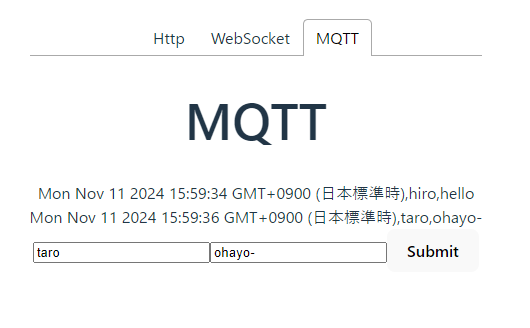 Http WebSocket MQTT
MQTT
Mon Nov 11 2024 15:59:34 GMT+0900 (日本標準時),hiro,hello
Mon Nov 11 2024 15:59:36 GMT+0900 (日本標準時),taro,ohayo-
taro ohayo- Submit